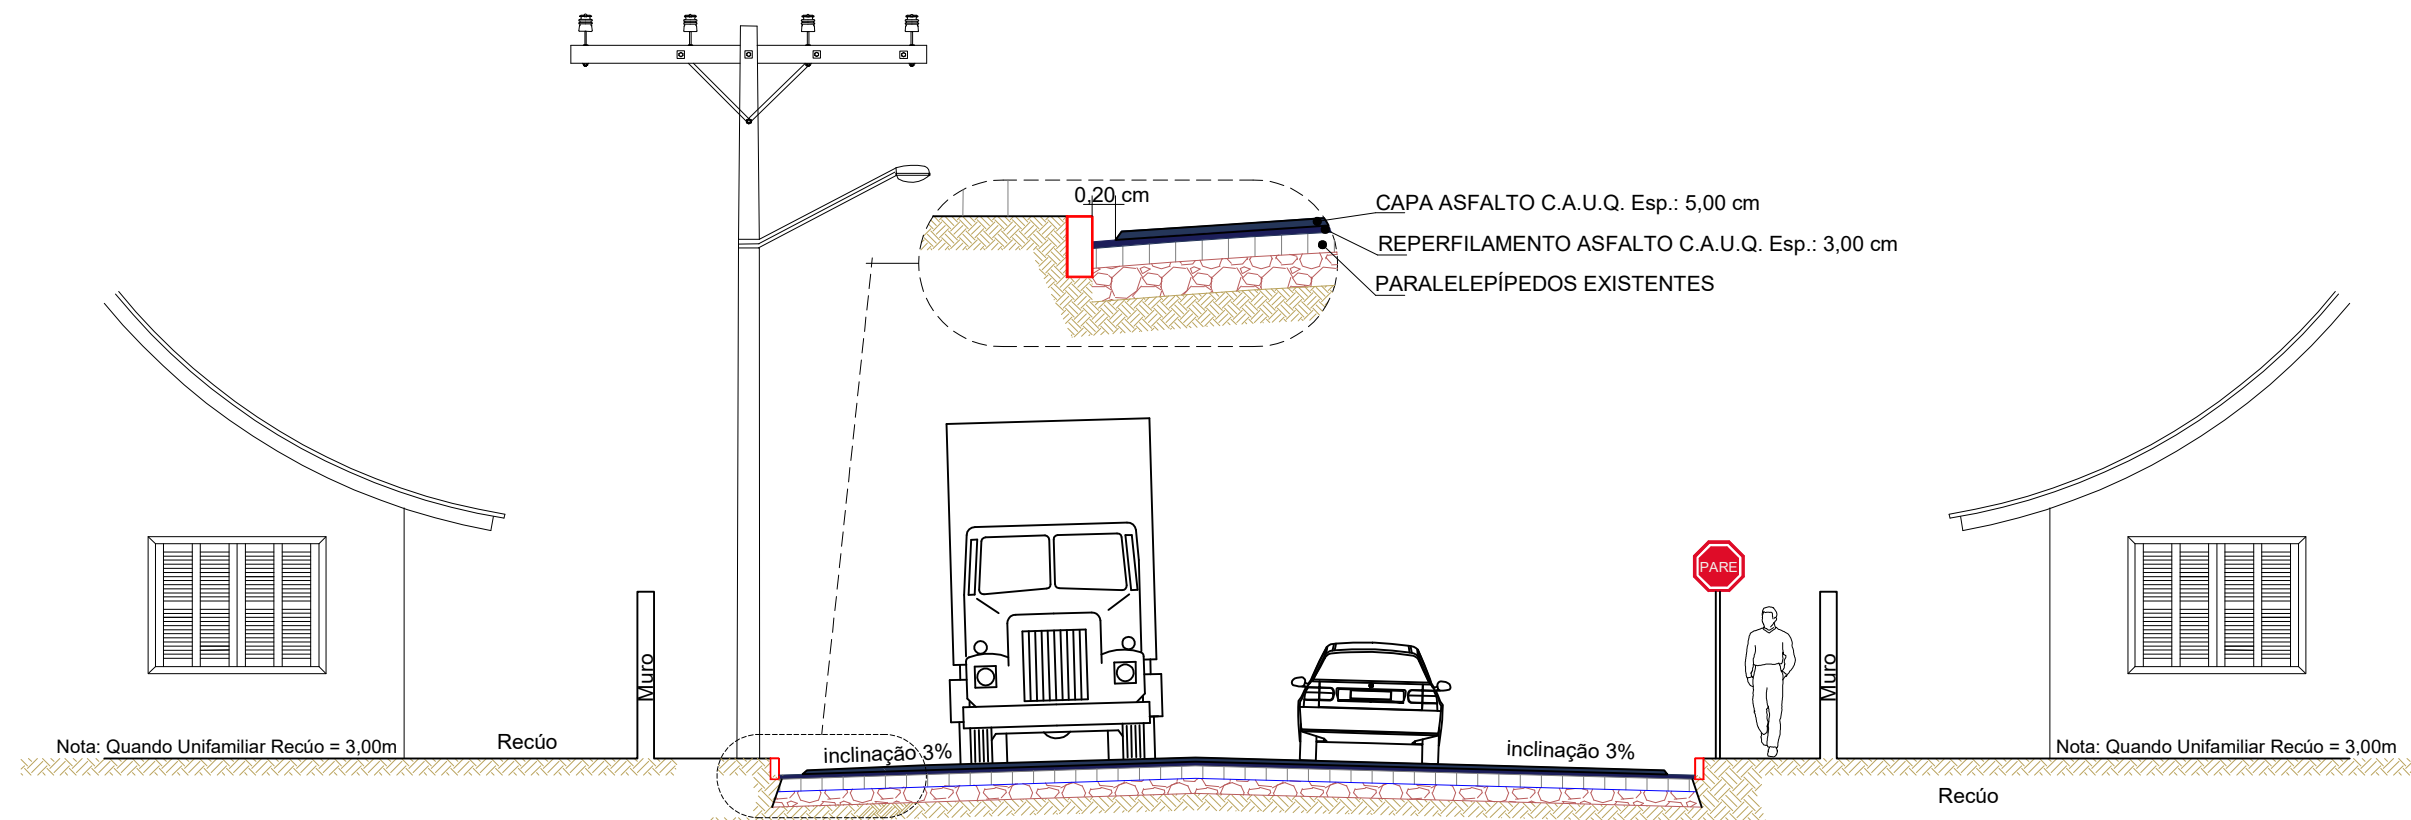 0,20 cm
CAPA ASFALTO C.A.U.Q. Esp.: 5,00 cm
REPERFILAMENTO ASFALTO C.A.U.Q. Esp.: 3,00 cm
PARALELEPÍPEDOS EXISTENTES
PARE
Muro
Muro
Nota: Quando Unifamiliar Recúo = 3,00m
Recúo
inclinação 3%
inclinação 3%
Nota: Quando Unifamiliar Recúo = 3,00m
Recúo